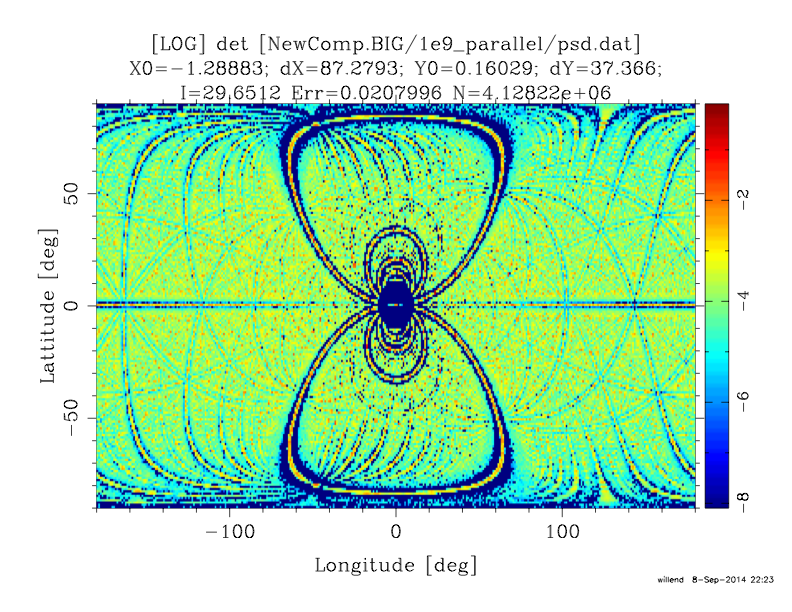 [LOG] det [NewComp.BIG/1e9_parallel/psd.dat]
X0=−1.28883; dX=87.2793; Y0=0.16029; dY=37.366;
I=29.6512 Err=0.0207996 N=4.12822e+06
50
0
−50
Lattitude [deg]
−100
0
100
Longitude [deg]
−2
−4
−6
−8
willend 8-Sep-2014 22:23